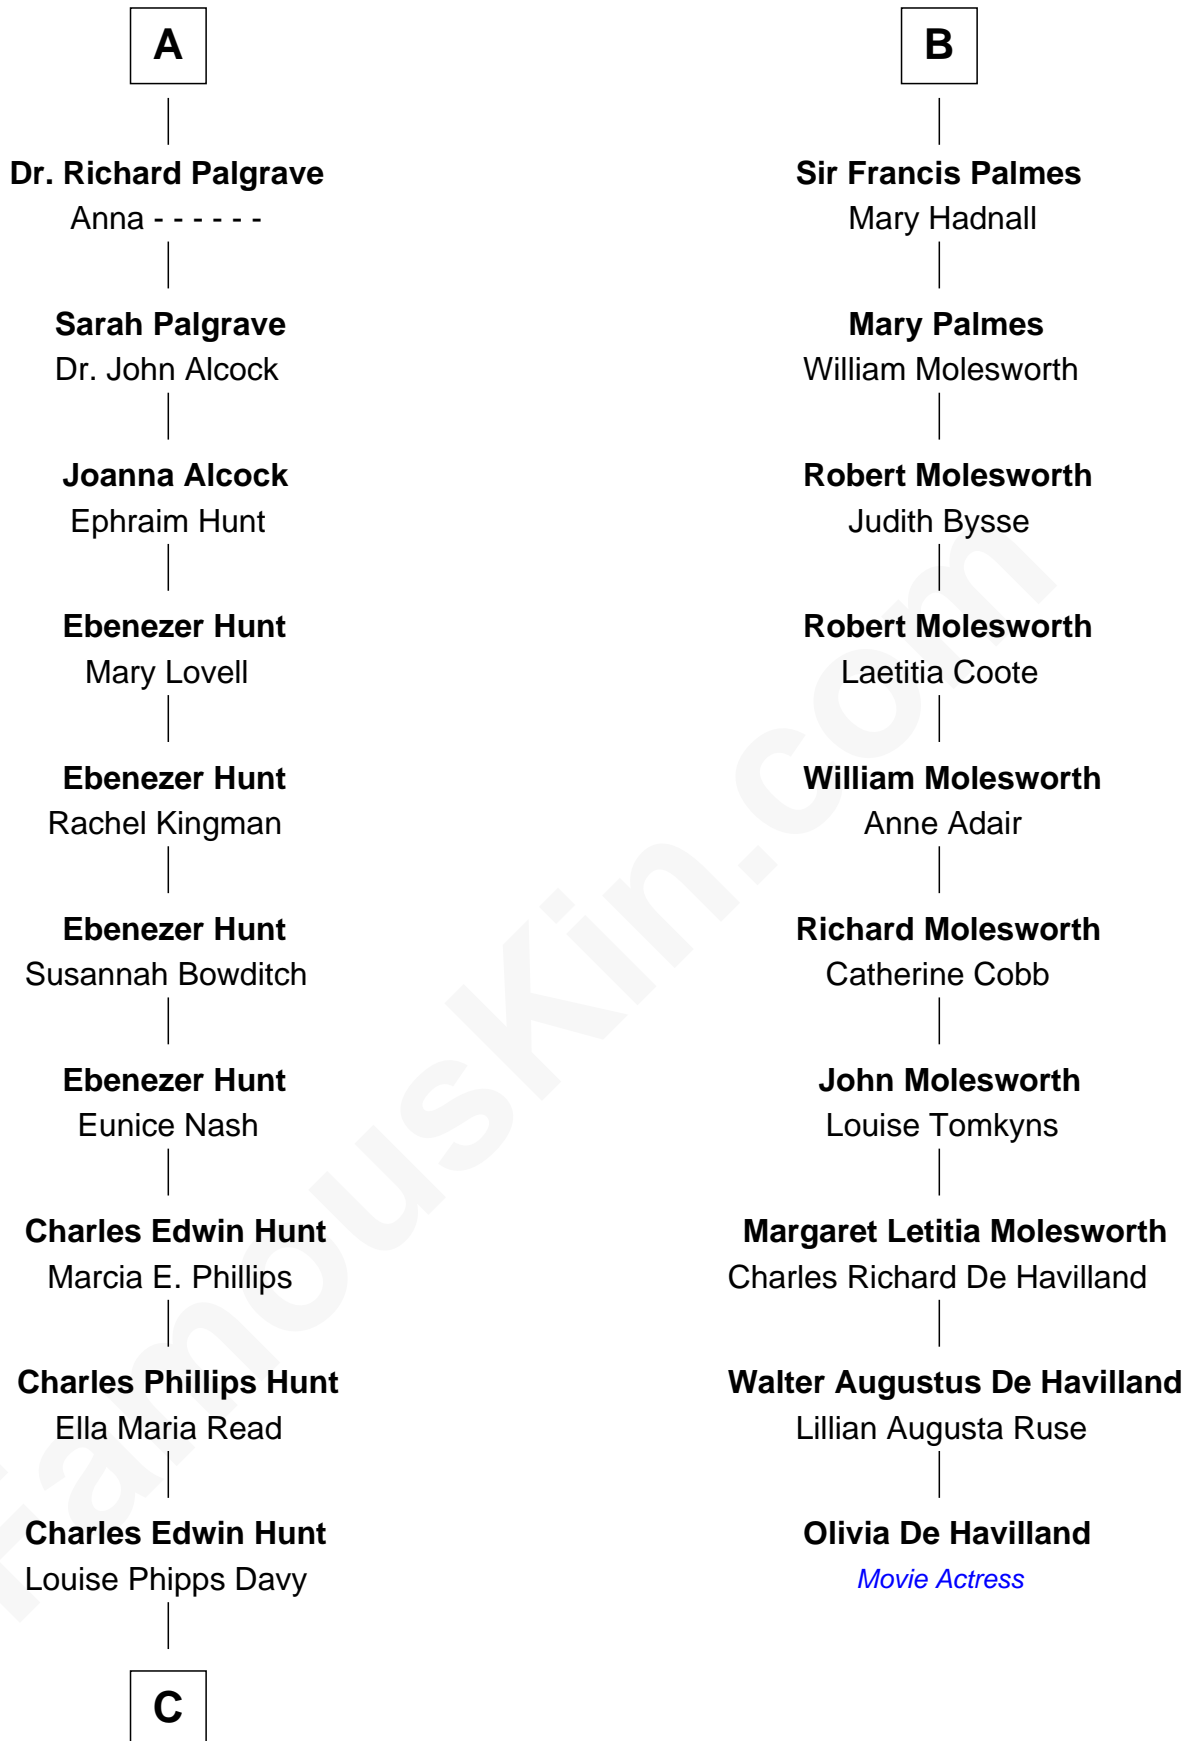 A
Dr. Richard Palgrave
Anna - - - - - -
Sarah Palgrave
Dr. John Alcock
Joanna Alcock
Ephraim Hunt
Ebenezer Hunt
Mary Lovell
Ebenezer Hunt
Rachel Kingman
Ebenezer Hunt
Susannah Bowditch
Ebenezer Hunt
Eunice Nash
Charles Edwin Hunt
Marcia E. Phillips
Charles Phillips Hunt
Ella Maria Read
Charles Edwin Hunt
Louise Phipps Davy
C
B
Sir Francis Palmes
Mary Hadnall
Mary Palmes
William Molesworth
Robert Molesworth
Judith Bysse
Robert Molesworth
Laetitia Coote
William Molesworth
Anne Adair
Richard Molesworth
Catherine Cobb
John Molesworth
Louise Tomkyns
Margaret Letitia Molesworth
Charles Richard De Havilland
Walter Augustus De Havilland
Lillian Augusta Ruse
Olivia De Havilland
Movie Actress
FamousKin.com